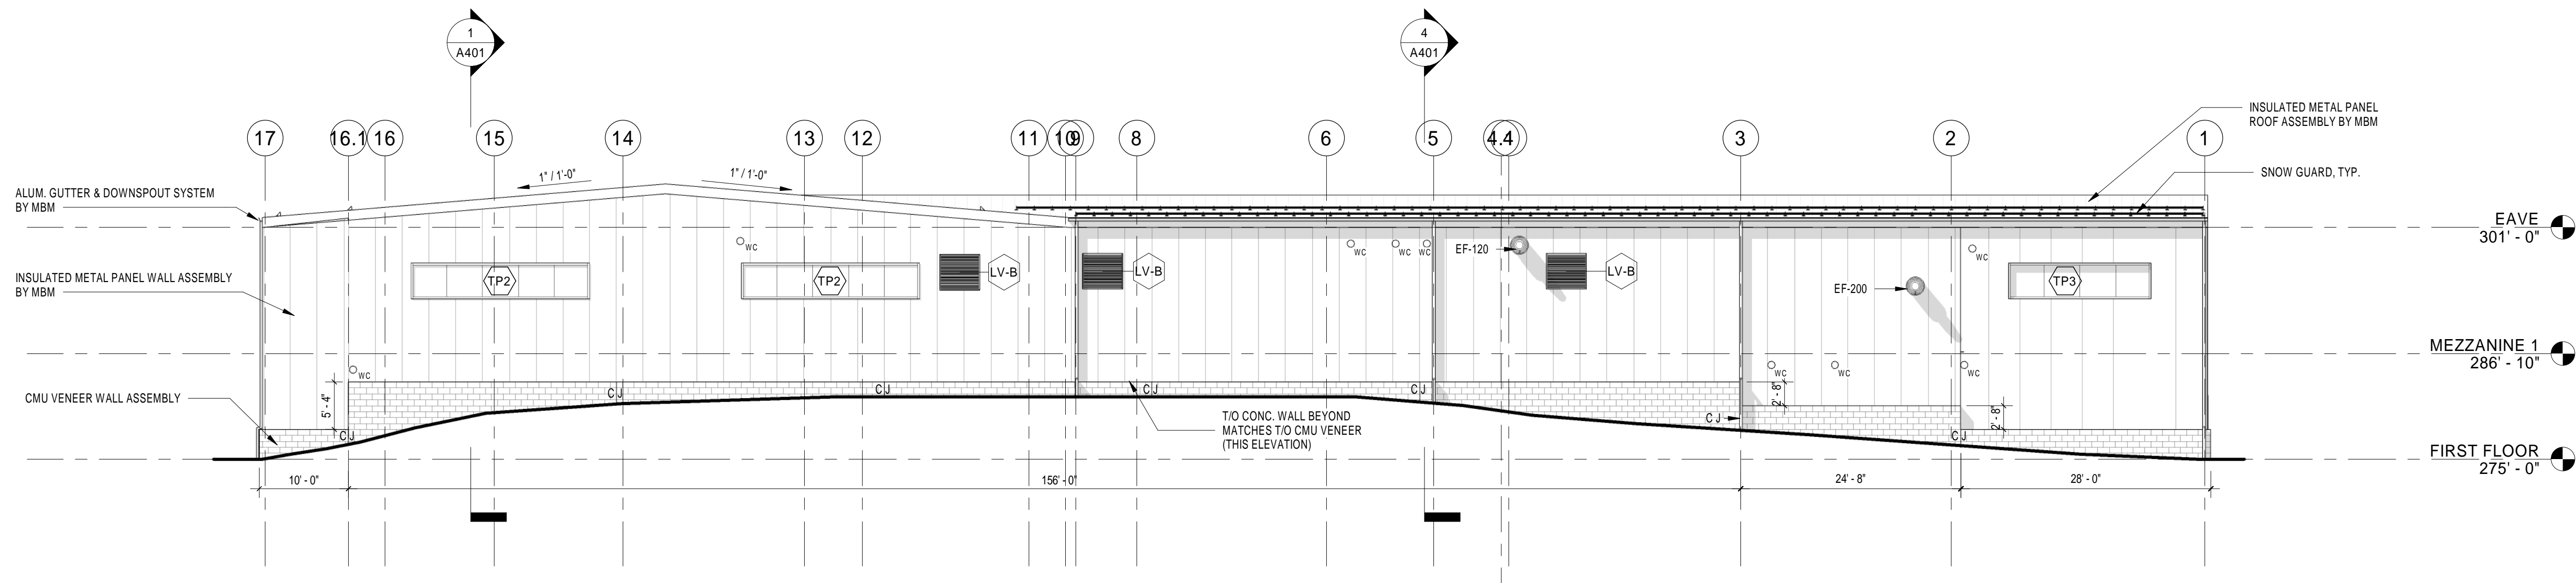 1
A401
4
A401
17
16.1
16
15
14
13
12
11
10
9
8
6
5
4.4
3
2
1
INSULATED METAL PANEL
ROOF ASSEMBLY BY MBM
SNOW GUARD, TYP.
ALUM. GUTTER & DOWNSPOUT SYSTEM
BY MBM
1" / 1'-0"
1" / 1'-0"
EAVE
301' - 0"
WC
WC
WC
WC
EF-120
WC
INSULATED METAL PANEL WALL ASSEMBLY
BY MBM
TP2
TP2
LV-B
LV-B
LV-B
EF-200
TP3
MEZZANINE 1
286' - 10"
WC
WC
WC
WC
CMU VENEER WALL ASSEMBLY
5' - 4"
CJ
CJ
CJ
CJ
CJ
CJ
CJ
2' - 8"
2' - 8"
T/O CONC. WALL BEYOND
MATCHES T/O CMU VENEER
(THIS ELEVATION)
FIRST FLOOR
275' - 0"
10' - 0"
156' - 0"
24' - 8"
28' - 0"